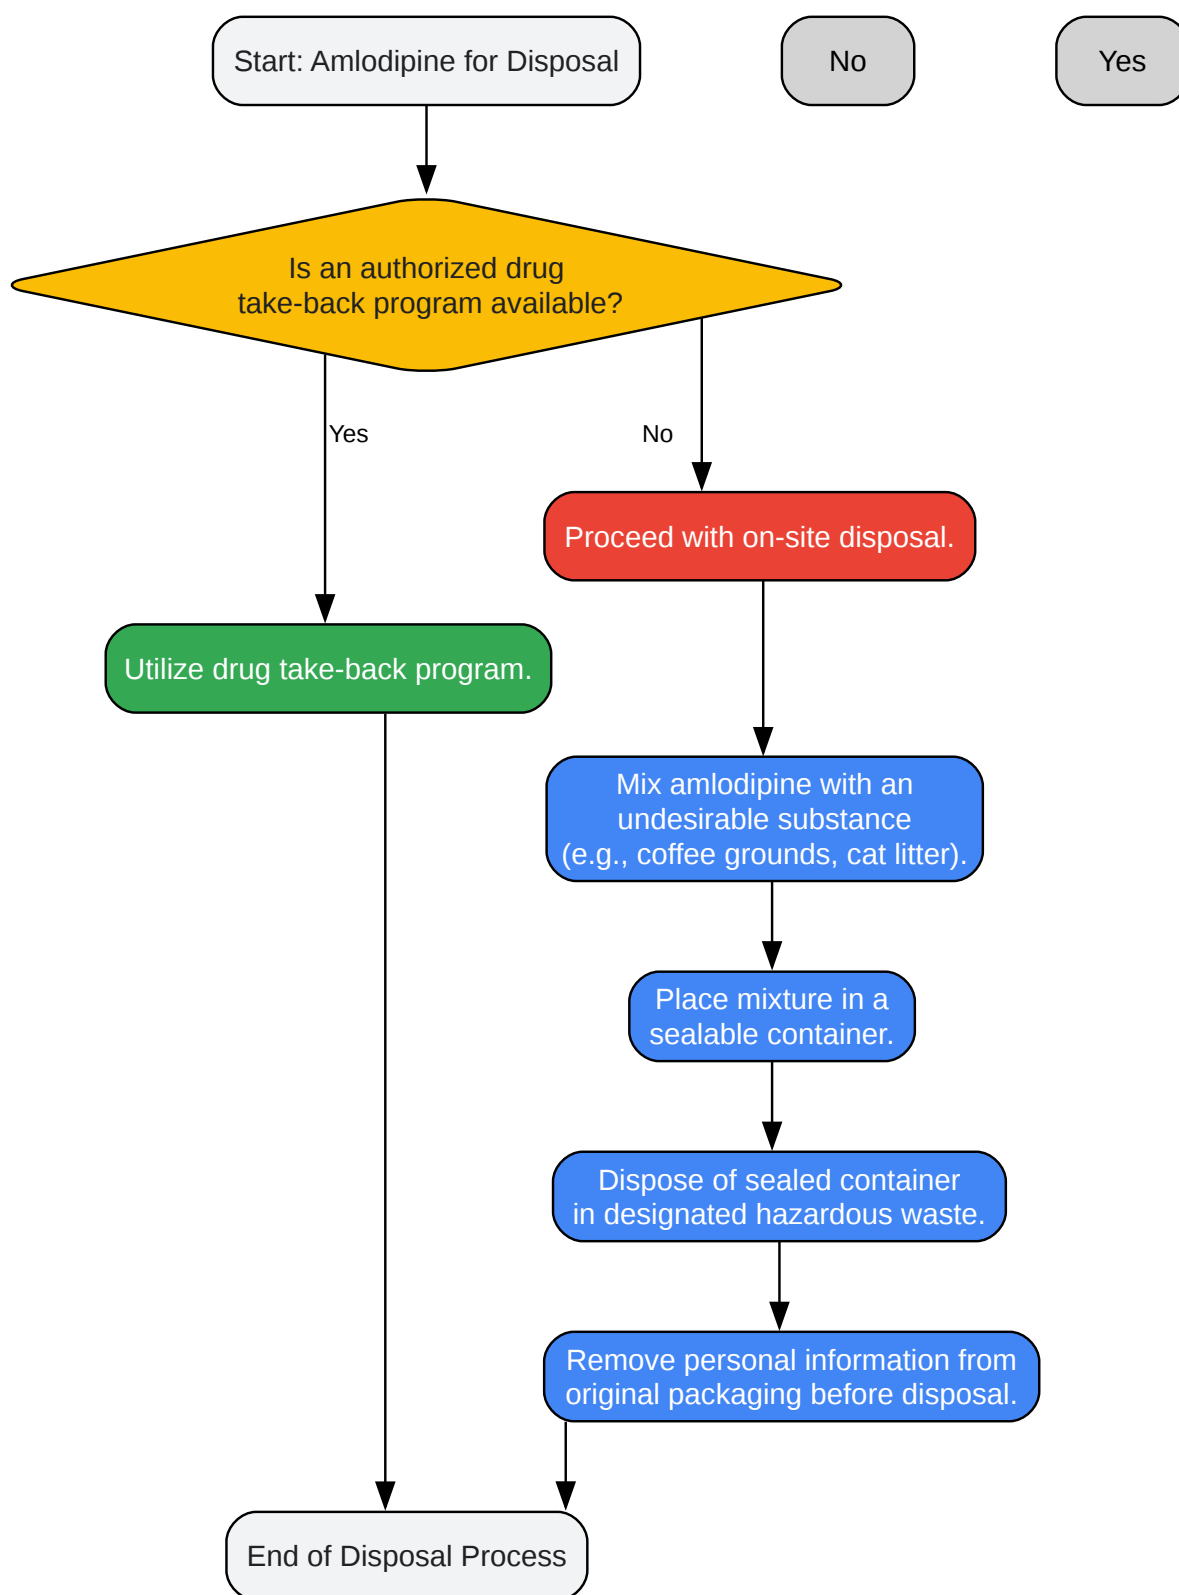 Start: Amlodipine for Disposal
No
Yes
Is an authorized drug
take-back program available?
Yes
No
Proceed with on-site disposal.
Utilize drug take-back program.
Mix amlodipine with an
undesirable substance
(e.g., coffee grounds, cat litter).
Place mixture in a
sealable container.
Dispose of sealed container
in designated hazardous waste.
Remove personal information from
original packaging before disposal.
End of Disposal Process